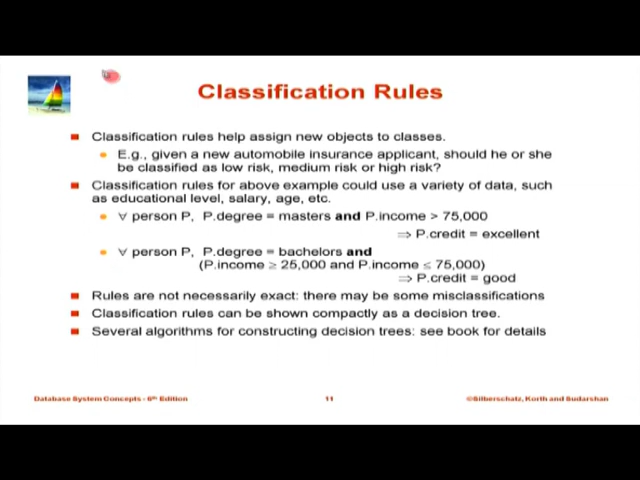 Classification Rules
Classification rules help assign new objects to classes.
E.g., given a new automobile insurance applicant, should he or she
be classified as low risk, medium risk or high risk?
Classification rules for above example could use a variety of data, such
as educational level, salary, age, etc.
∀ person P, P.degree = masters and P.income > 75,000
⇒ P.credit = excellent
∀ person P, P.degree = bachelors and
(P.income ≥ 25,000 and P.income ≤ 75,000)
⇒ P.credit = good
Rules are not necessarily exact: there may be some misclassifications
Classification rules can be shown compactly as a decision tree.
Several algorithms for constructing decision trees: see book for details
Database System Concepts - 6th Edition
11
©Silberschatz, Korth and Sudarshan